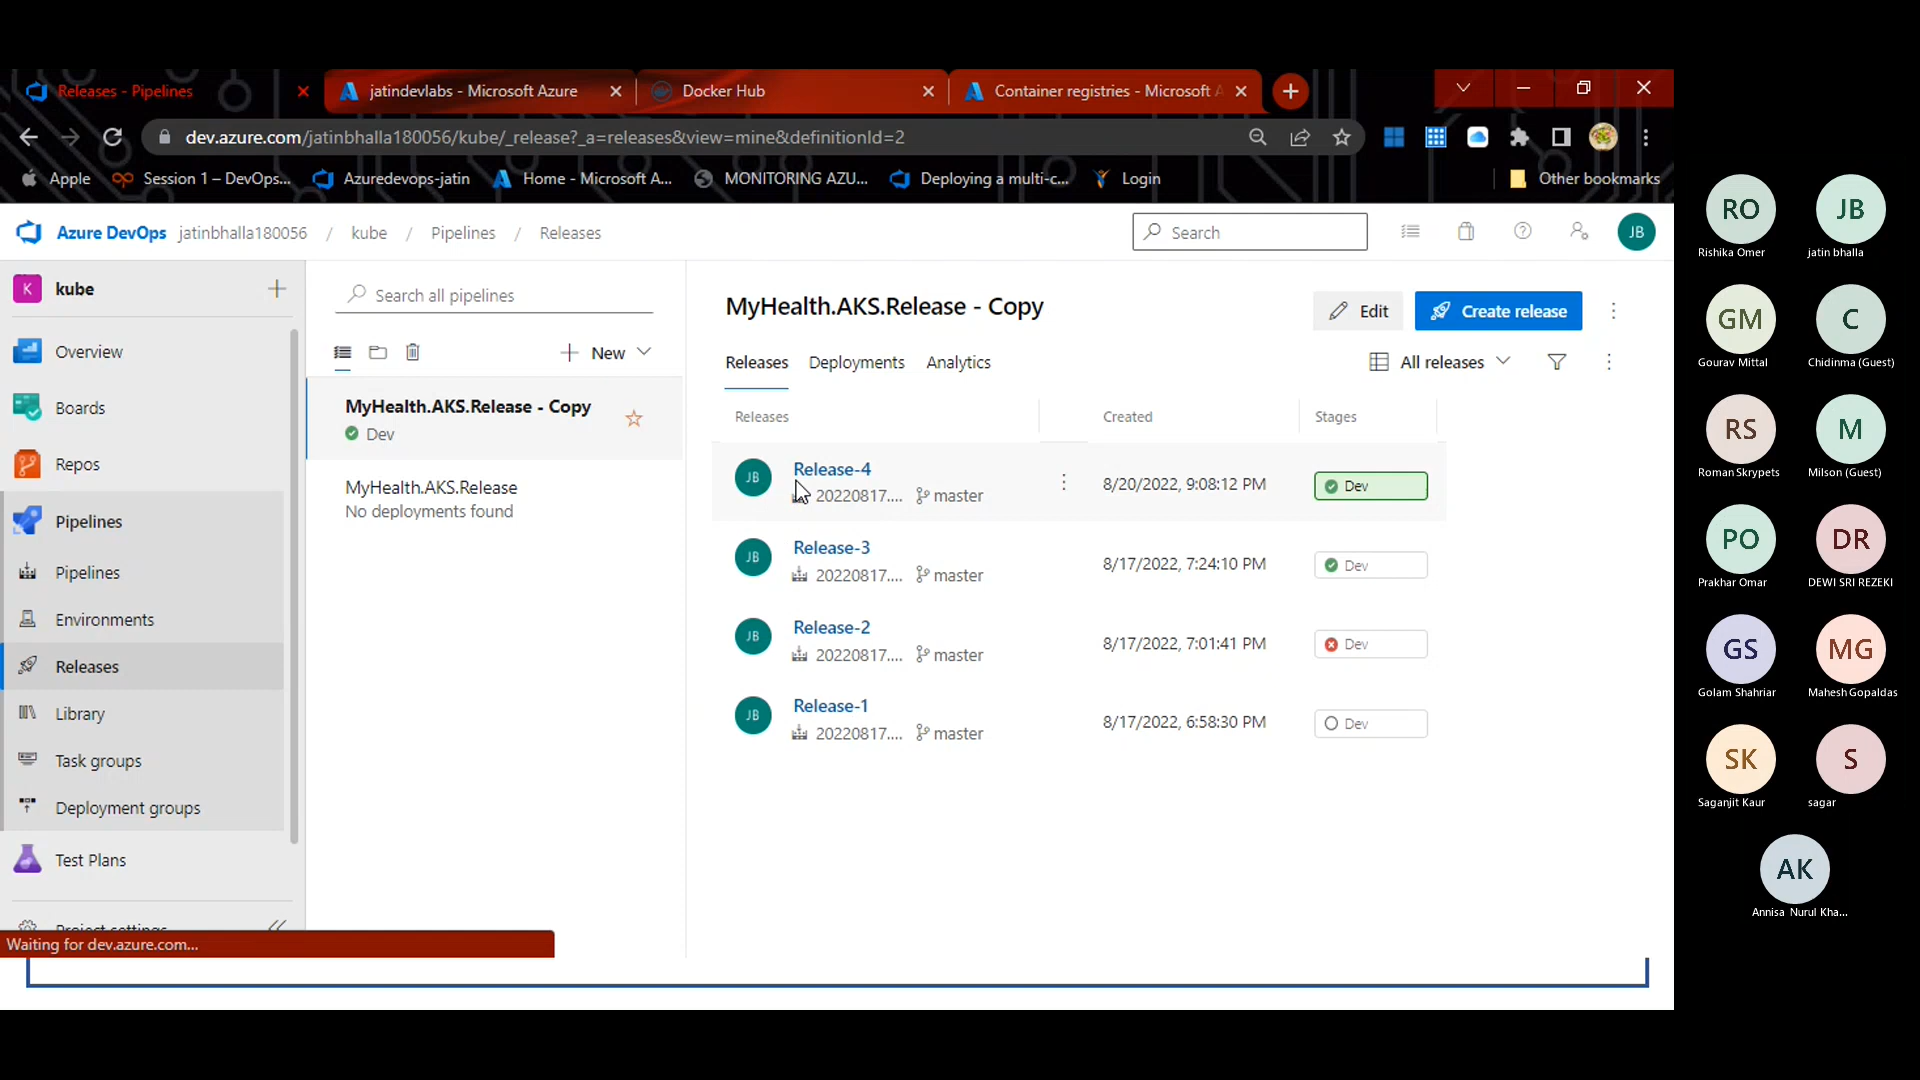 Releases - Pipelines
jatindevlabs - Microsoft Azure
Docker Hub
Container registries - Microsoft A
dev.azure.com/jatinbhalla180056/kube/_release?_a=releases&view=mine&definitionId=2
Apple
Session 1 – DevOps...
Azuredevops-jatin
Home - Microsoft A...
MONITORING AZU...
Deploying a multi-c...
Login
Other bookmarks
Azure DevOps jatinbhalla180056 / kube / Pipelines / Releases
Search
JB
K kube
Overview
Boards
Repos
Pipelines
Pipelines
Environments
Releases
Library
Task groups
Deployment groups
Test Plans
Project settings
Waiting for dev.azure.com...
Search all pipelines
New
MyHealth.AKS.Release - Copy
Dev
MyHealth.AKS.Release
No deployments found
MyHealth.AKS.Release - Copy
Edit
Create release
Releases Deployments Analytics
All releases
Releases Created Stages
JB Release-4
20220817.... master
8/20/2022, 9:08:12 PM
Dev
JB Release-3
20220817.... master
8/17/2022, 7:24:10 PM
Dev
JB Release-2
20220817.... master
8/17/2022, 7:01:41 PM
Dev
JB Release-1
20220817.... master
8/17/2022, 6:58:30 PM
Dev
RO JB
Rishika Omer jatin bhalla
GM C
Gourav Mittal Chidinma (Guest)
RS M
Roman Skrypets Milson (Guest)
PO DR
Prakhar Omar DEWI SRI REZEKI
GS MG
Golam Shahriar Mahesh Gopaldas
SK S
Saganjit Kaur sagar
AK
Annisa Nurul Kha...